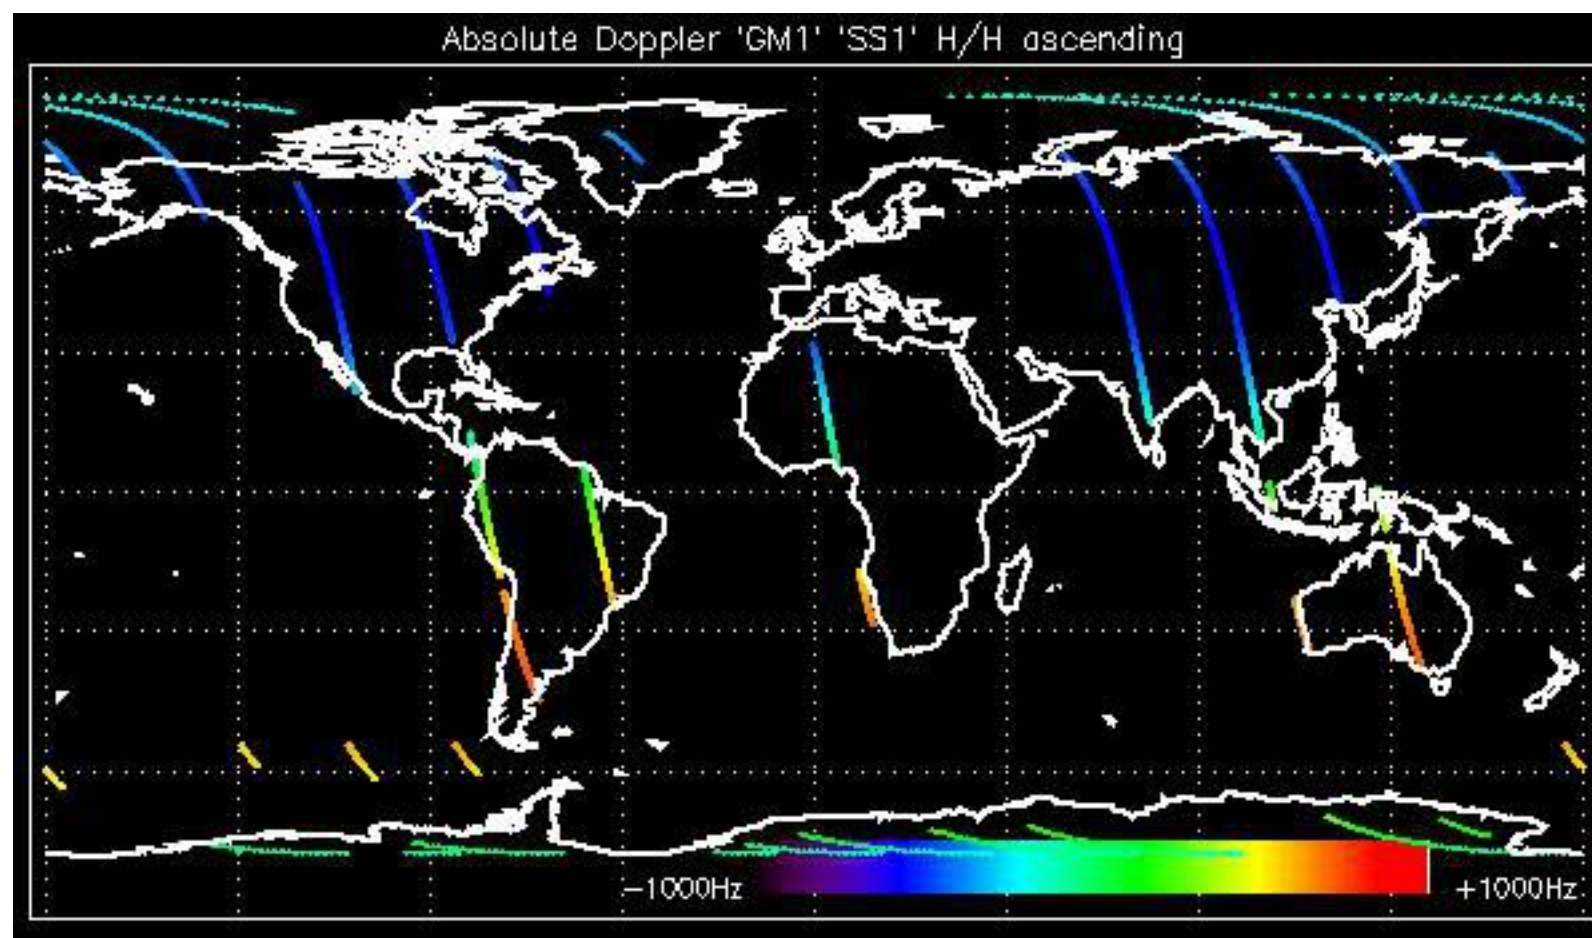 Absolute Doppler 'GM1' 'SS1' H/H ascending
-1000Hz +1000Hz